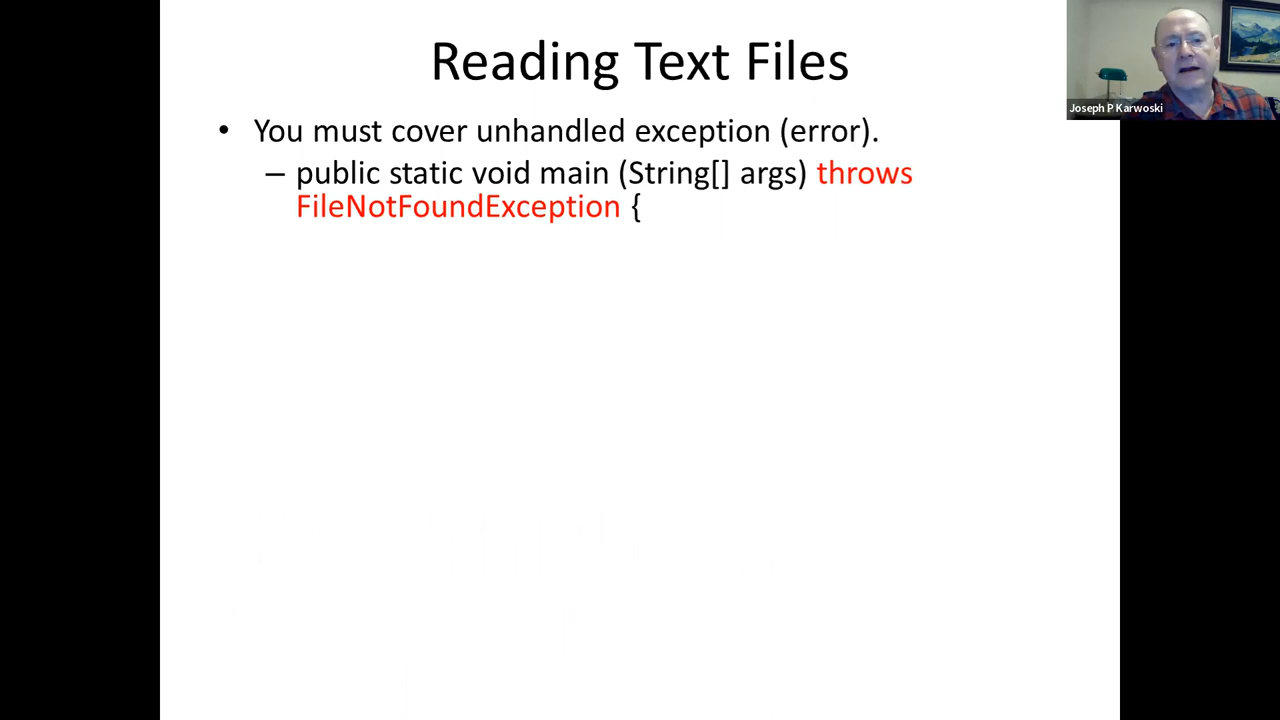 Reading Text Files
• You must cover unhandled exception (error).
– public static void main (String[] args) throws
FileNotFoundException {
Joseph P Karwoski